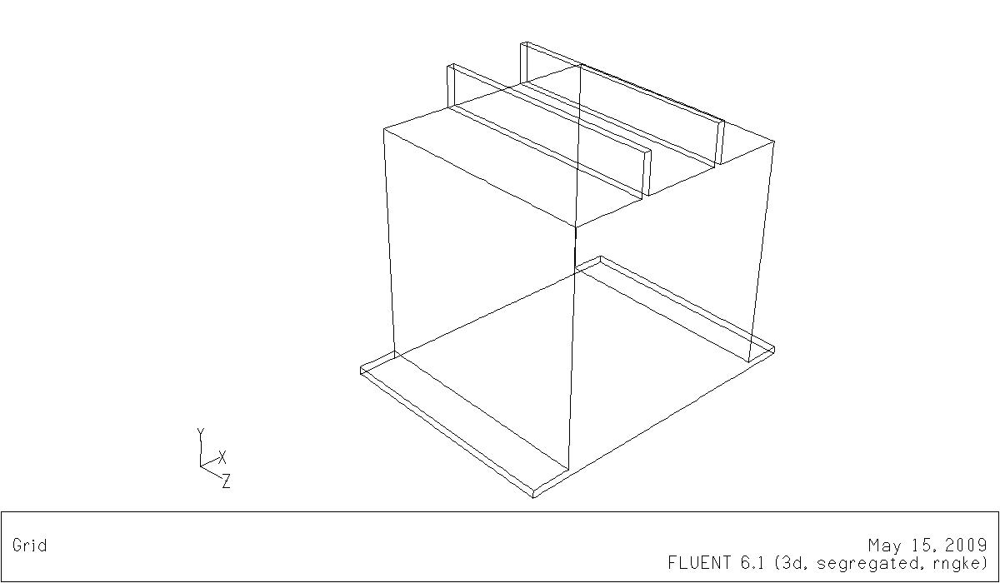 Y
X
Z
Grid
May 15, 2009
FLUENT 6.1 (3d, segregated, rngke)